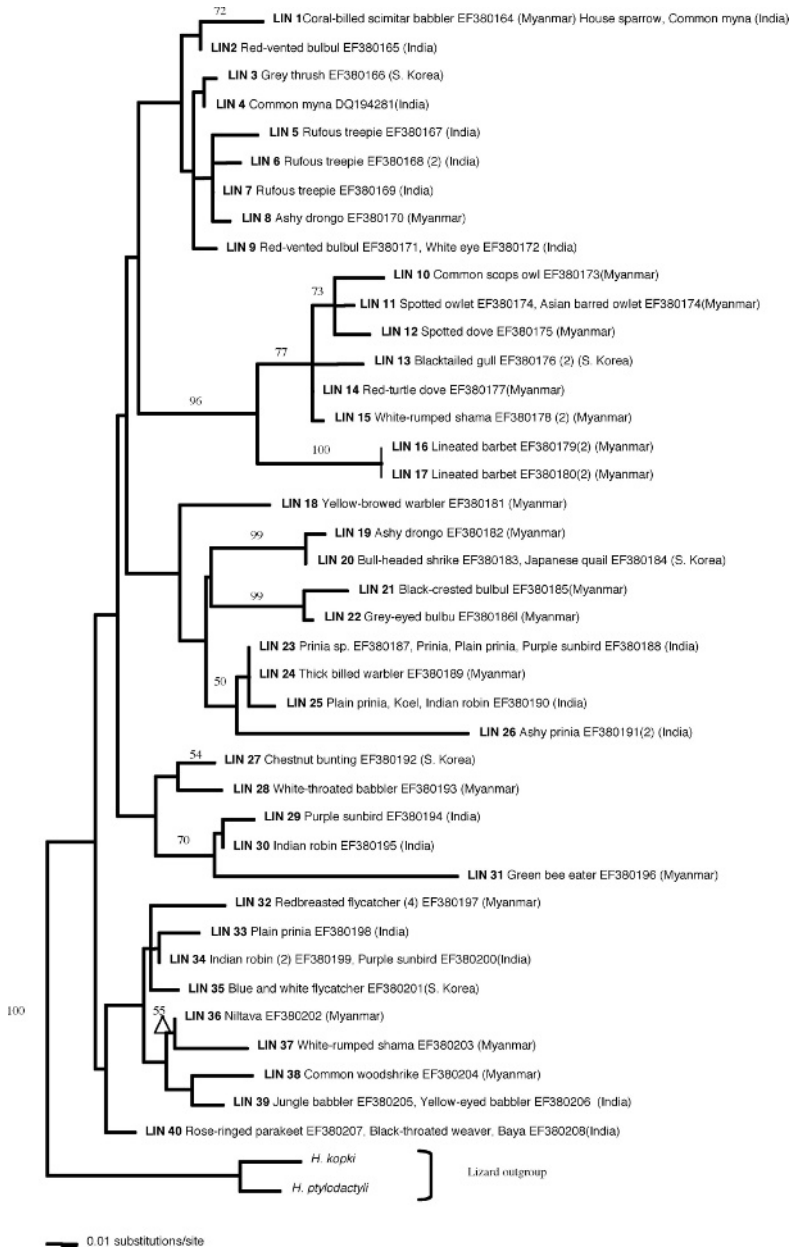 72
LIN 1Coral-billed scimitar babbler EF380164 (Myanmar) House sparrow, Common myna (India)
LIN2 Red-vented bulbul EF380165 (India)
LIN 3 Grey thrush EF380166 (S. Korea)
LIN 4 Common myna DQ194281(India)
LIN 5 Rufous treepie EF380167 (India)
LIN 6 Rufous treepie EF380168 (2) (India)
LIN 7 Rufous treepie EF380169 (India)
LIN 8 Ashy drongo EF380170 (Myanmar)
LIN 9 Red-vented bulbul EF380171, White eye EF380172 (India)
LIN 10 Common scops owl EF380173(Myanmar)
73
LIN 11 Spotted owlet EF380174, Asian barred owlet EF380174(Myanmar)
LIN 12 Spotted dove EF380175 (Myanmar)
77
LIN 13 Blacktailed gull EF380176 (2) (S. Korea)
LIN 14 Red-turtle dove EF380177(Myanmar)
96
LIN 15 White-rumped shama EF380178 (2) (Myanmar)
100
LIN 16 Lineated barbet EF380179(2) (Myanmar)
LIN 17 Lineated barbet EF380180(2) (Myanmar)
LIN 18 Yellow-browed warbler EF380181 (Myanmar)
99
LIN 19 Ashy drongo EF380182 (Myanmar)
LIN 20 Bull-headed shrike EF380183, Japanese quail EF380184 (S. Korea)
99
LIN 21 Black-crested bulbul EF380185(Myanmar)
LIN 22 Grey-eyed bulbu EF380186l (Myanmar)
LIN 23 Prinia sp. EF380187, Prinia, Plain prinia, Purple sunbird EF380188 (India)
LIN 24 Thick billed warbler EF380189 (Myanmar)
50
LIN 25 Plain prinia, Koel, Indian robin EF380190 (India)
LIN 26 Ashy prinia EF380191(2) (India)
54
LIN 27 Chestnut bunting EF380192 (S. Korea)
LIN 28 White-throated babbler EF380193 (Myanmar)
LIN 29 Purple sunbird EF380194 (India)
70
LIN 30 Indian robin EF380195 (India)
LIN 31 Green bee eater EF380196 (Myanmar)
LIN 32 Redbreasted flycatcher (4) EF380197 (Myanmar)
LIN 33 Plain prinia EF380198 (India)
LIN 34 Indian robin (2) EF380199, Purple sunbird EF380200(India)
LIN 35 Blue and white flycatcher EF380201(S. Korea)
100
55
LIN 36 Niltava EF380202 (Myanmar)
LIN 37 White-rumped shama EF380203 (Myanmar)
LIN 38 Common woodshrike EF380204 (Myanmar)
LIN 39 Jungle babbler EF380205, Yellow-eyed babbler EF380206 (India)
LIN 40 Rose-ringed parakeet EF380207, Black-throated weaver, Baya EF380208(India)
H. kopki
Lizard outgroup
H. ptylodactyli
0.01 substitutions/site